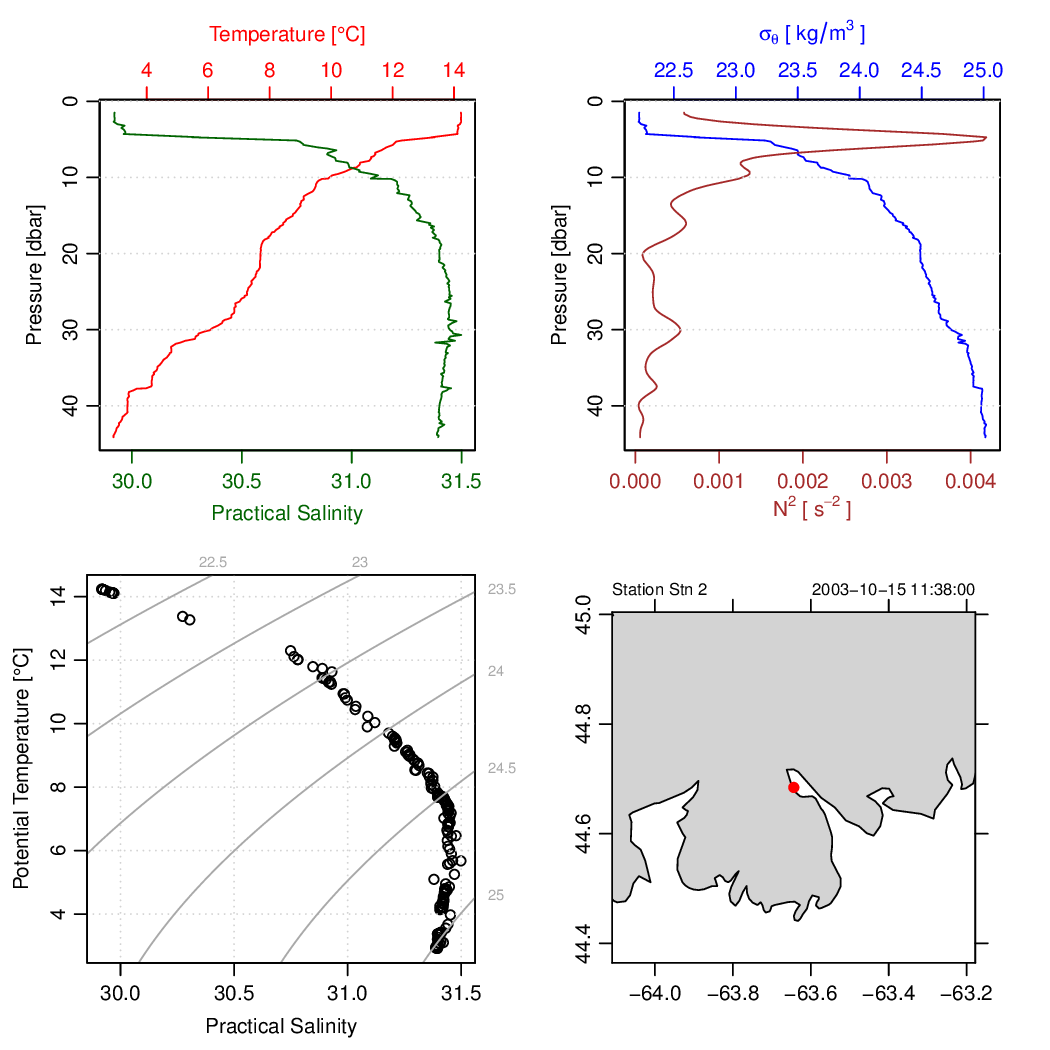 Temperature [°C]
4 6 8 10 12 14
0
10
20
30
40
Pressure [dbar]
30.0 30.5 31.0 31.5
Practical Salinity
σθ [ kg/m³ ]
22.5 23.0 23.5 24.0 24.5 25.0
0
10
20
30
40
Pressure [dbar]
0.000 0.001 0.002 0.003 0.004
N² [ s⁻² ]
22.5 23
23.5
24
24.5
25
14
12
10
8
6
4
Potential Temperature [°C]
30.0 30.5 31.0 31.5
Practical Salinity
Station Stn 2 2003−10−15 11:38:00
45.0
44.8
44.6
44.4
−64.0 −63.8 −63.6 −63.4 −63.2